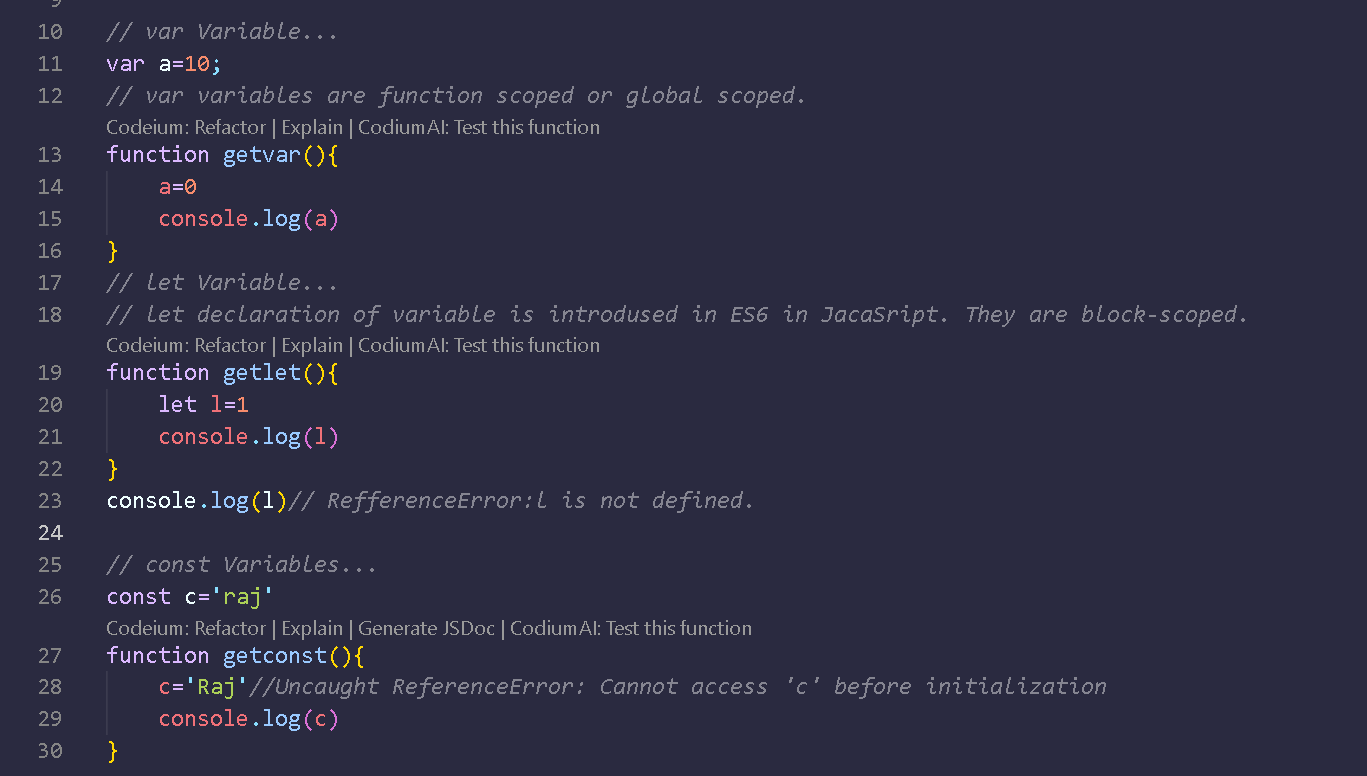 9
10 // var Variable...
11 var a=10;
12 // var variables are function scoped or global scoped.
Codeium: Refactor | Explain | CodiumAI: Test this function
13 function getvar(){
14 a=0
15 console.log(a)
16 }
17 // let Variable...
18 // let declaration of variable is introdused in ES6 in JacaSript. They are block-scoped.
Codeium: Refactor | Explain | CodiumAI: Test this function
19 function getlet(){
20 let l=1
21 console.log(l)
22 }
23 console.log(l)// RefferenceError:l is not defined.
24
25 // const Variables...
26 const c='raj'
Codeium: Refactor | Explain | Generate JSDoc | CodiumAI: Test this function
27 function getconst(){
28 c='Raj'//Uncaught ReferenceError: Cannot access 'c' before initialization
29 console.log(c)
30 }